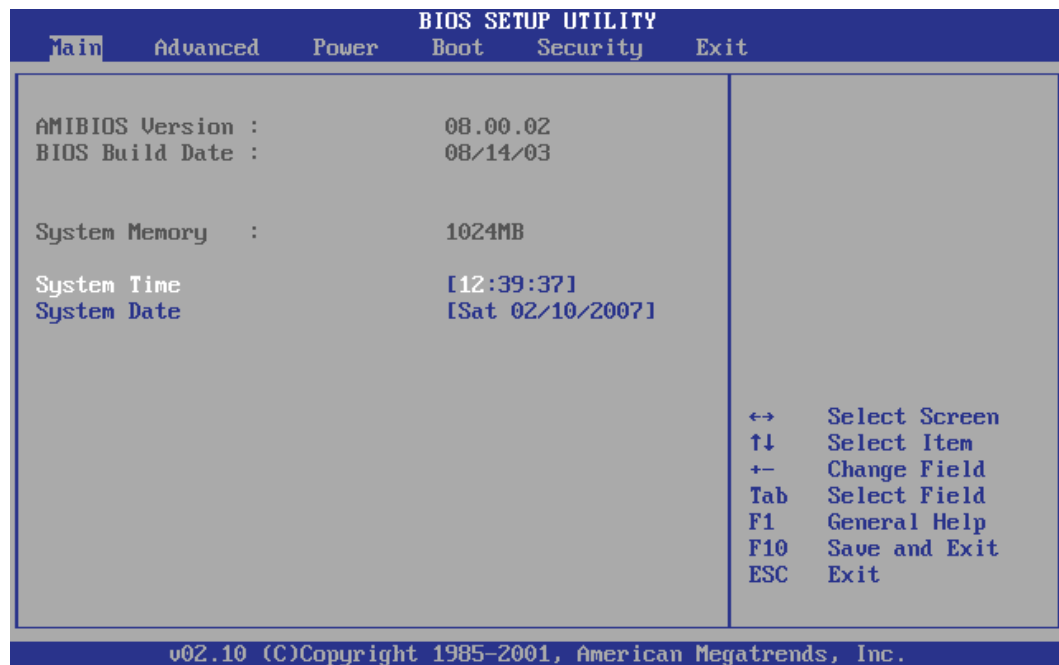 BIOS SETUP UTILITY
Main Advanced Power Boot Security Exit
AMIBIOS Version : 08.00.02
BIOS Build Date : 08/14/03
System Memory : 1024MB
System Time [12:39:37]
System Date [Sat 02/10/2007]
←→ Select Screen
↑↓ Select Item
+- Change Field
Tab Select Field
F1 General Help
F10 Save and Exit
ESC Exit
v02.10 (C)Copyright 1985-2001, American Megatrends, Inc.